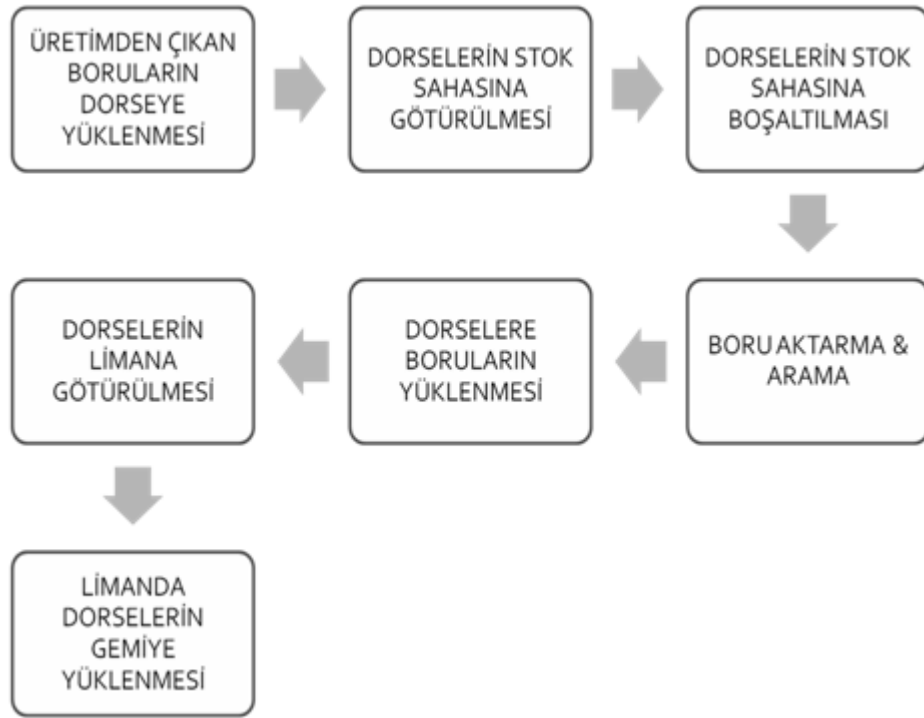 ÜRETİMDEN ÇIKAN
BORULARIN
DORSEYE
YÜKLENMESİ
DORSELERİN STOK
SAHASINA
GÖTÜRÜLMESİ
DORSELERİN STOK
SAHASINA
BOŞALTILMASI
BORU AKTARMA &
ARAMA
DORSELERE
BORULARIN
YÜKLENMESİ
DORSELERİN
LİMANA
GÖTÜRÜLMESİ
LİMANDA
DORSELERİN
GEMİYE
YÜKLENMESİ